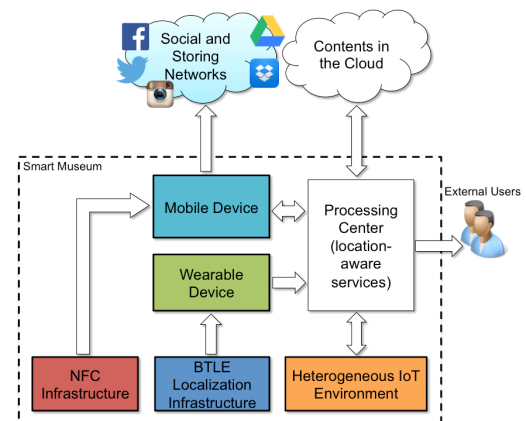 Social and
Storing
Networks
Contents in
the Cloud
Smart Museum
External Users
Mobile Device
Processing
Center
(location-
aware
services)
Wearable
Device
NFC
Infrastructure
BTLE
Localization
Infrastructure
Heterogeneous IoT
Environment